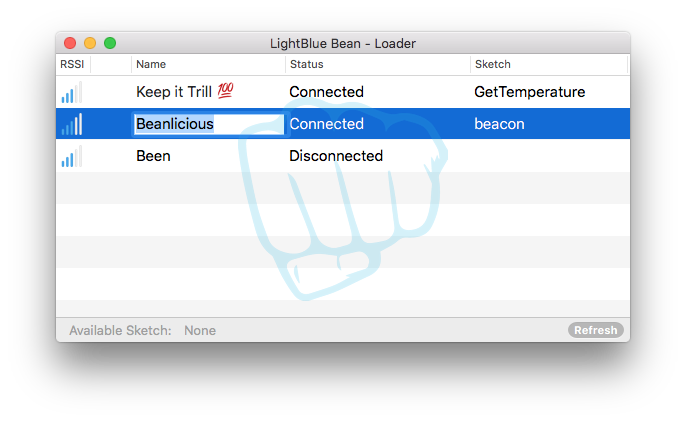 LightBlue Bean - Loader
RSSI Name Status Sketch
Keep it Trill 💯 Connected GetTemperature
Beanlicious Connected beacon
Been Disconnected
Available Sketch: None Refresh